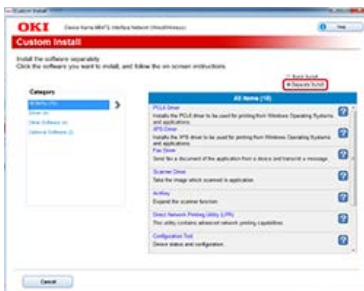 OKI
Custom Install
Install the software separately
Click the software you want to install, and follow the on-screen instructions.
Separate Install
Category
All Items (10)
PCL6 Driver
Installs the PCL6 driver to be used for printing from Windows Operating Systems
and applications.
XPS Driver
Installs the XPS driver to be used for printing from Windows Operating Systems
and applications.
Fax Driver
Send fax a document of the application from a device and transmit a message.
Scanner Driver
Take the image which scanned in application.
ActKey
Expand the scanner function.
Direct Network Printing Utility (LPR)
This utility contains advanced network printing capabilities.
Configuration Tool
Device status and configuration.
Cancel